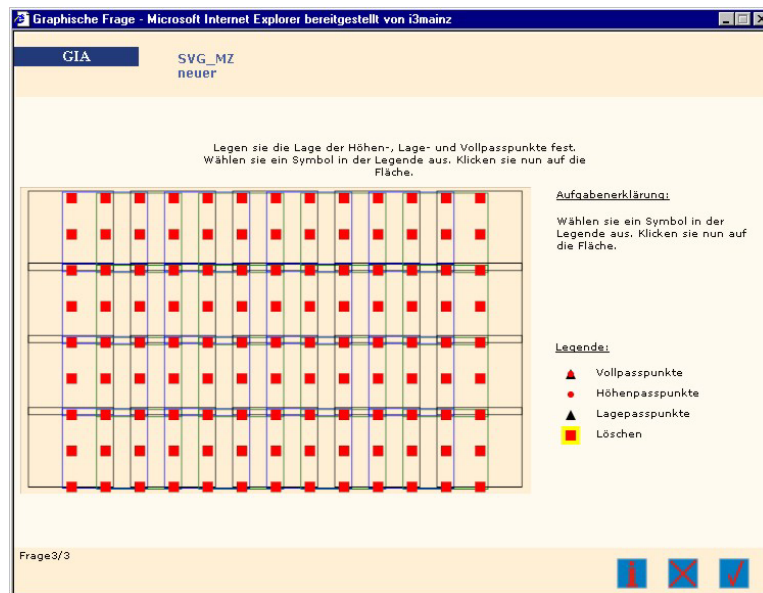 Graphische Frage - Microsoft Internet Explorer bereitgestellt von i3mainz
GIA
SVG_MZ
neuer
Legen sie die Lage der Höhen-, Lage- und Vollpasspunkte fest.
Wählen sie ein Symbol in der Legende aus. Klicken sie nun auf die
Fläche.
Aufgabenerklärung:
Wählen sie ein Symbol in der
Legende aus. Klicken sie nun auf
die Fläche.
Legende:
Vollpasspunkte
Höhenpasspunkte
Lagepasspunkte
Löschen
Frage3/3